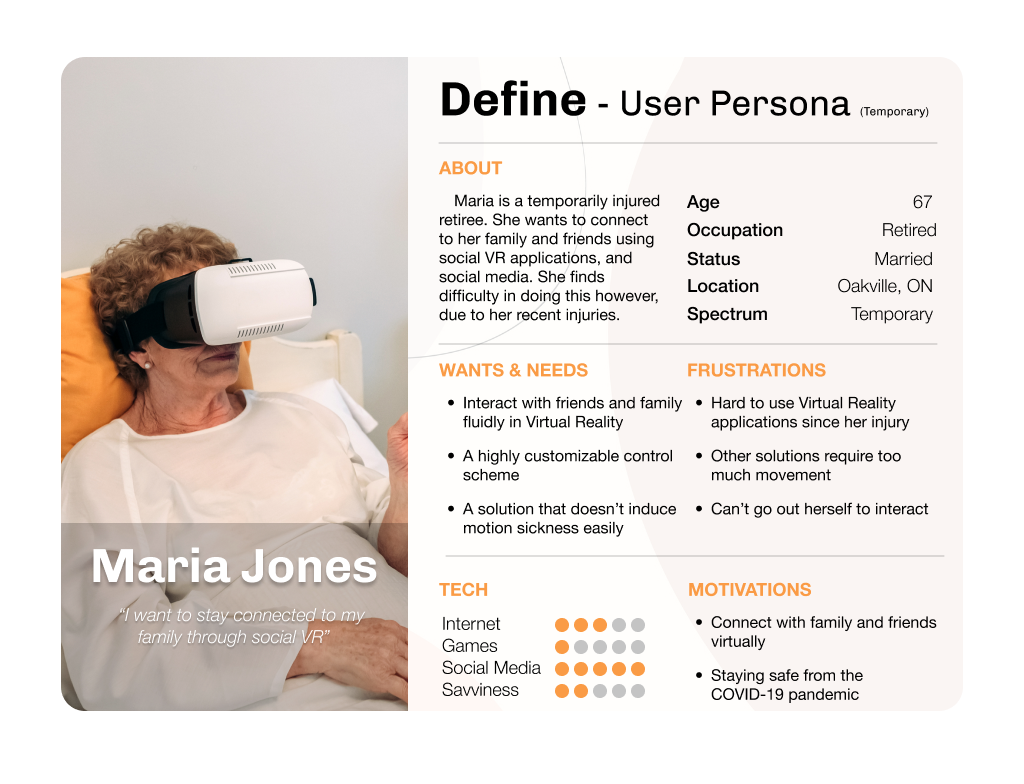 Define - User Persona (Temporary)
ABOUT
Maria is a temporarily injured
retiree. She wants to connect
to her family and friends using
social VR applications, and
social media. She finds
difficulty in doing this however,
due to her recent injuries.
Age 67
Occupation Retired
Status Married
Location Oakville, ON
Spectrum Temporary
WANTS & NEEDS
• Interact with friends and family
fluidly in Virtual Reality
• A highly customizable control
scheme
• A solution that doesn’t induce
motion sickness easily
FRUSTRATIONS
• Hard to use Virtual Reality
applications since her injury
• Other solutions require too
much movement
• Can’t go out herself to interact
Maria Jones
“I want to stay connected to my
family through social VR”
TECH
Internet
Games
Social Media
Savviness
MOTIVATIONS
• Connect with family and friends
virtually
• Staying safe from the
COVID-19 pandemic